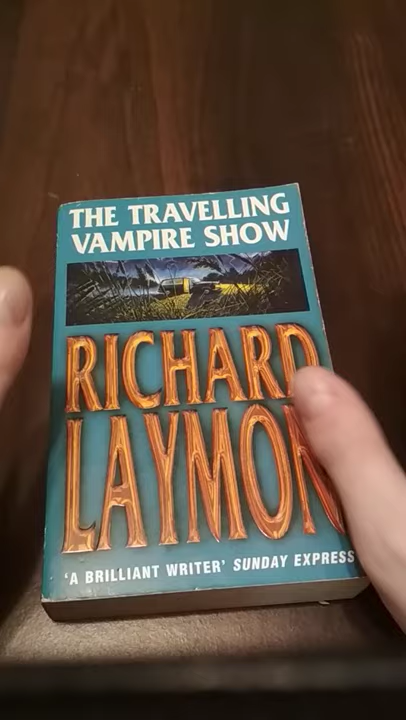 THE TRAVELLING
VAMPIRE SHOW
RICHARD
LAYMON
'A BRILLIANT WRITER' SUNDAY EXPRESS